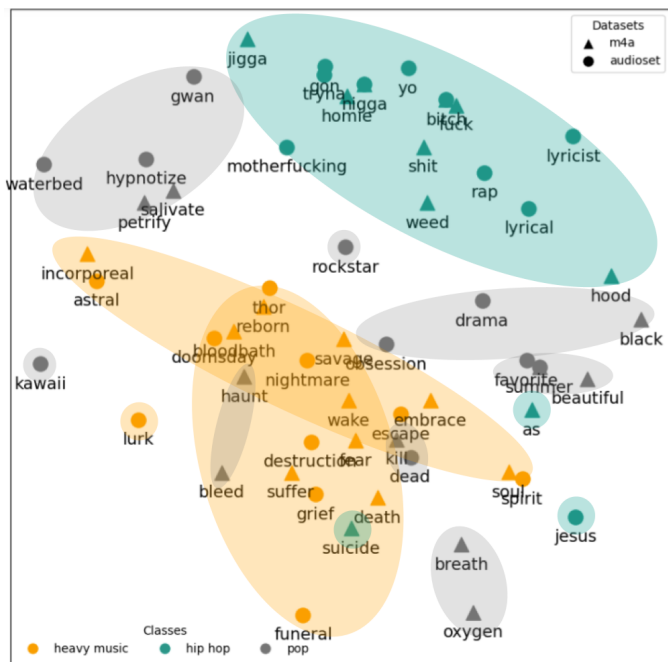 Datasets
m4a
audioset
jigga
gwan
gon
tryna
nigga
homie
yo
bitch
fuck
lyricist
motherfucking
shit
rap
waterbed
hypnotize
salivate
petrify
weed
lyrical
rockstar
incorporeal
astral
hood
thor
reborn
drama
black
bloodbath
doomsday
savage
obsession
nightmare
kawaii
haunt
favorite
summer
beautiful
wake
embrace
escape
as
lurk
destruction
fear
kill
dead
bleed
suffer
soul
spirit
grief
death
suicide
jesus
breath
oxygen
funeral
Classes
heavy music
hip hop
pop